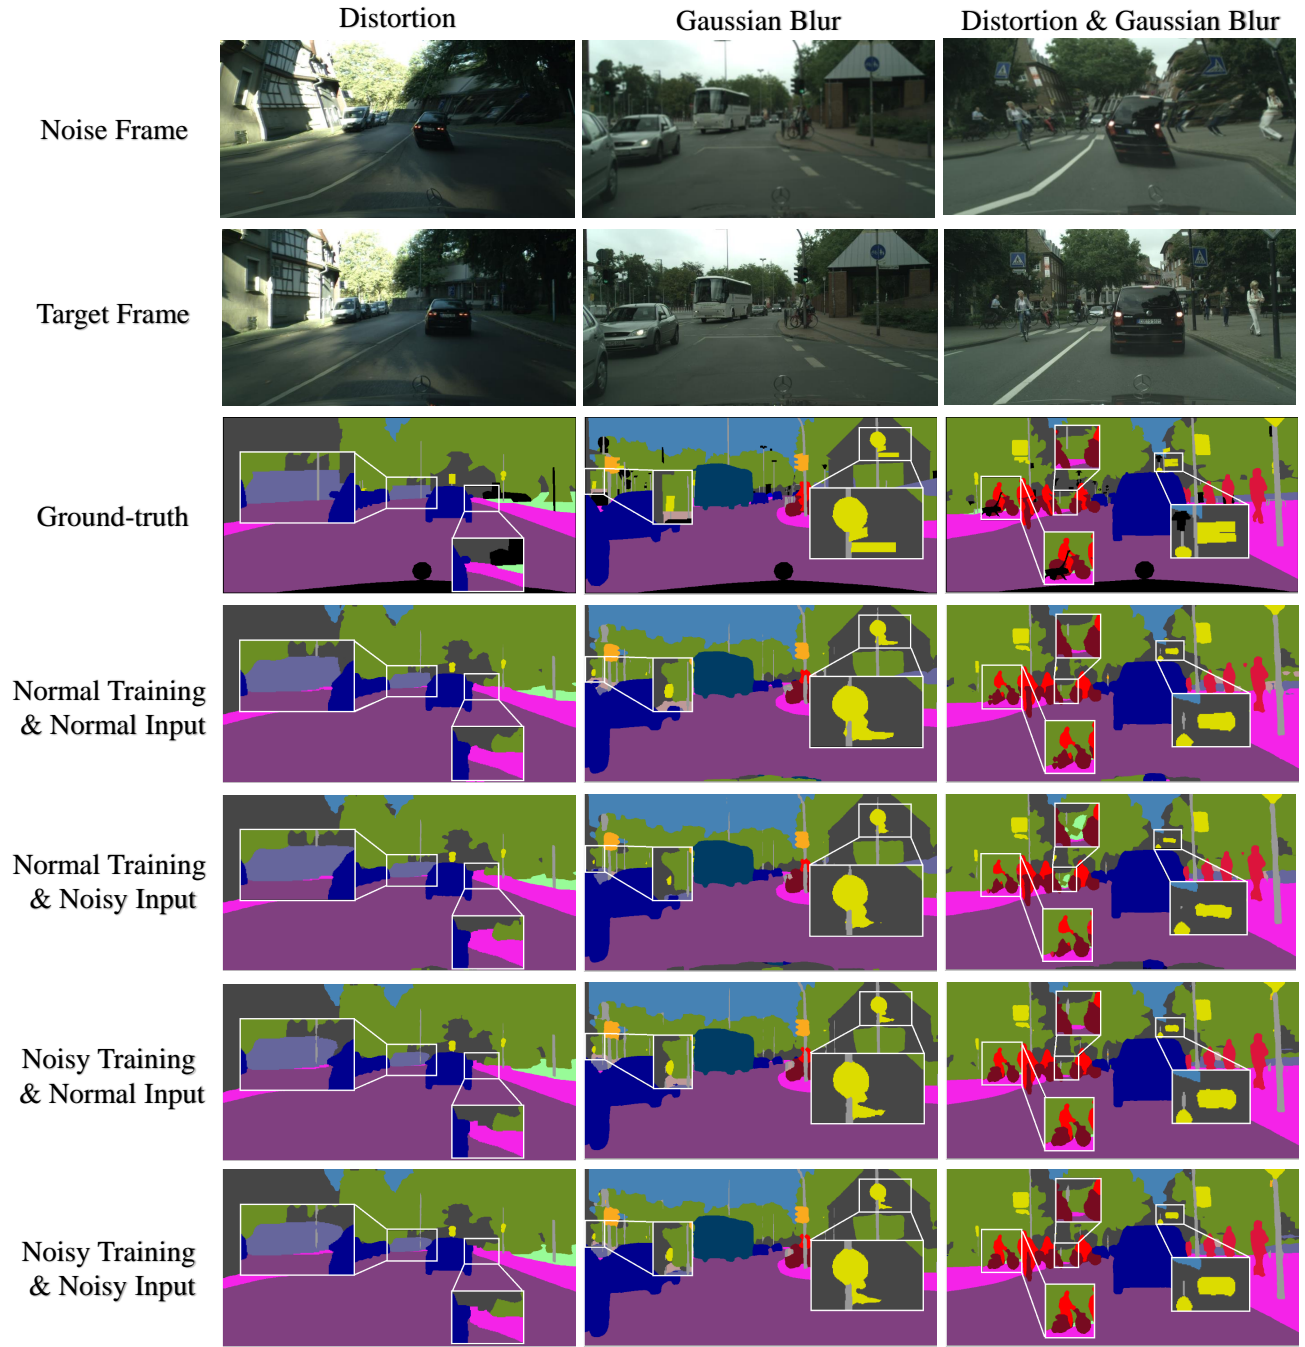 Distortion
Gaussian Blur
Distortion & Gaussian Blur
Noise Frame
Target Frame
Ground-truth
Normal Training
& Normal Input
Normal Training
& Noisy Input
Noisy Training
& Normal Input
Noisy Training
& Noisy Input